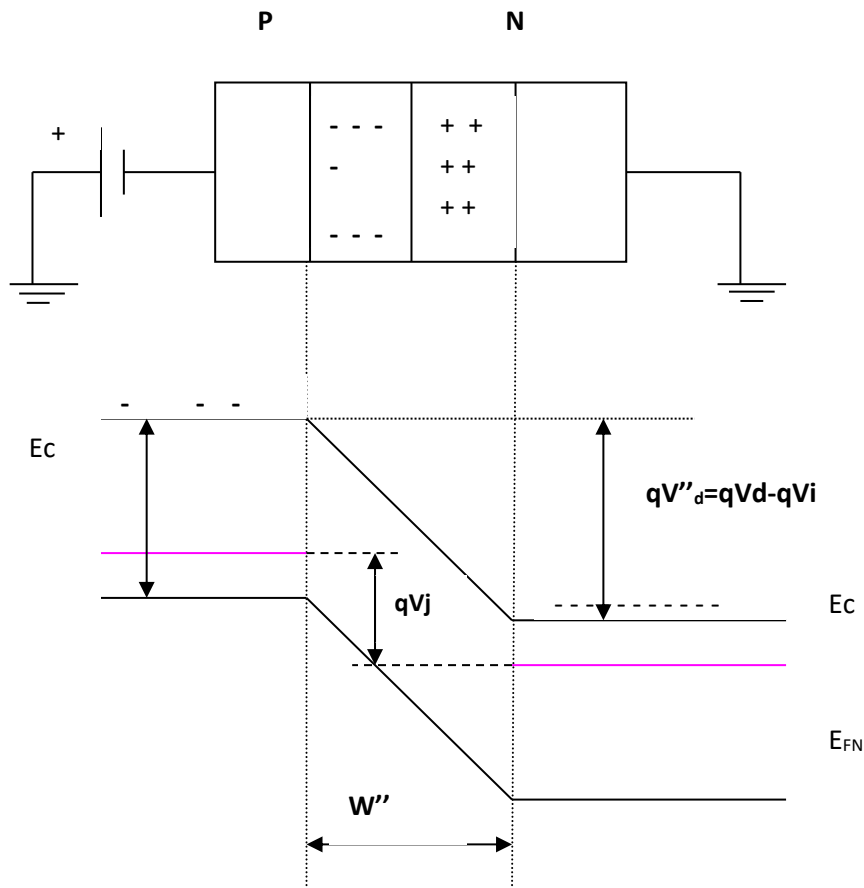 P N
+
- - - + +
- ++
++
- - -
- - -
Ec
qV’’d=qVd-qVi
qVj
- - - - - - - - - -
Ec
EFN
W’’